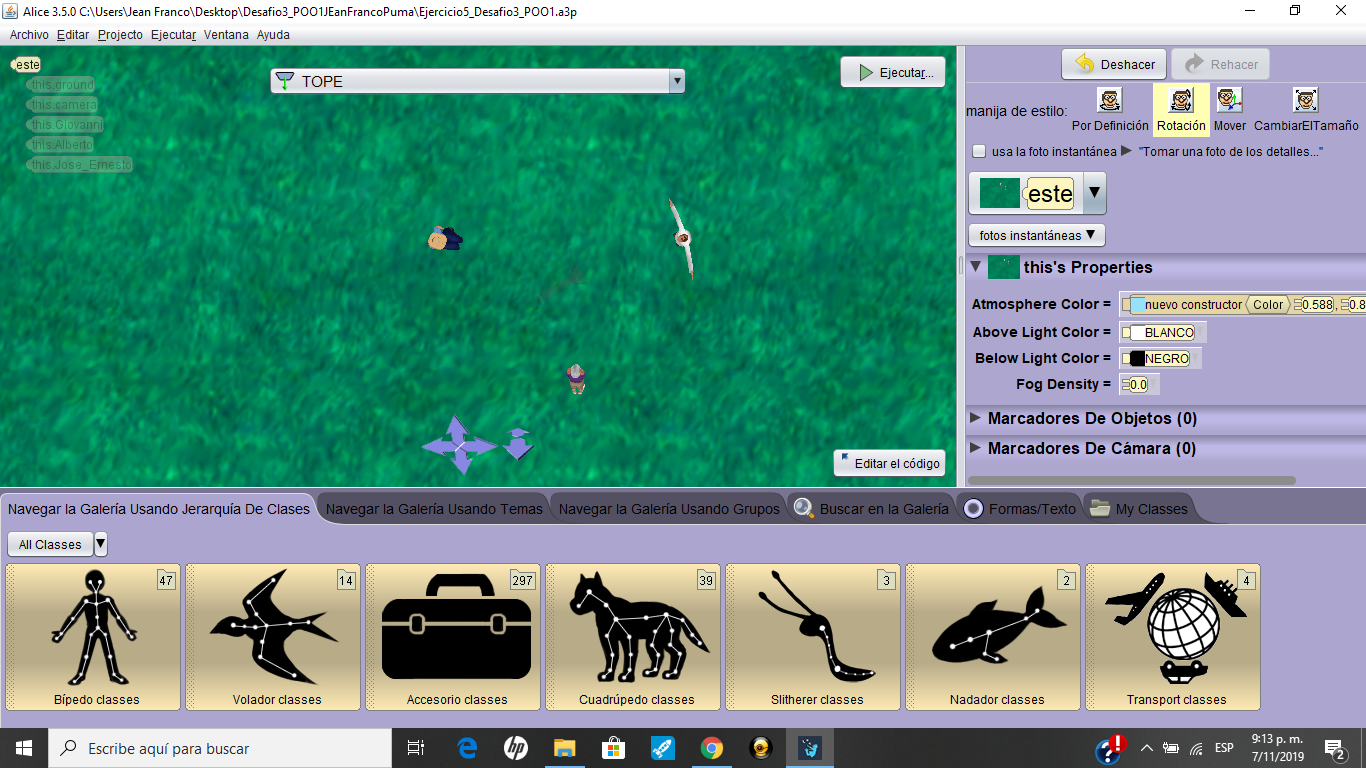 Alice 3.5.0 C:\Users\Jean Franco\Desktop\Desafio3_POO1JEanFrancoPuma\Ejercicio5_Desafio3_POO1.a3p
Archivo Editar Projecto Ejecutar Ventana Ayuda
este
this.ground
this.camera
this.Giovanni
this.Alberto
this.Jose_Ernesto
TOPE
Ejecutar...
Editar el código
Deshacer Rehacer
manija de estilo: Por Definición Rotación Mover CambiarElTamaño
usa la foto instantánea "Tomar una foto de los detalles..."
este
fotos instantáneas
this's Properties
Atmosphere Color = nuevo constructor Color 0.588, 0.8
Above Light Color = BLANCO
Below Light Color = NEGRO
Fog Density = 0.0
Marcadores De Objetos (0)
Marcadores De Cámara (0)
Navegar la Galería Usando Jerarquía De Clases Navegar la Galería Usando Temas Navegar la Galería Usando Grupos Buscar en la Galería Formas/Texto My Classes
All Classes
47 14 297 39 3 2 4
Bípedo classes Volador classes Accesorio classes Cuadrúpedo classes Slitherer classes Nadador classes Transport classes
Escribe aquí para buscar
ESP
9:13 p. m.
7/11/2019
2